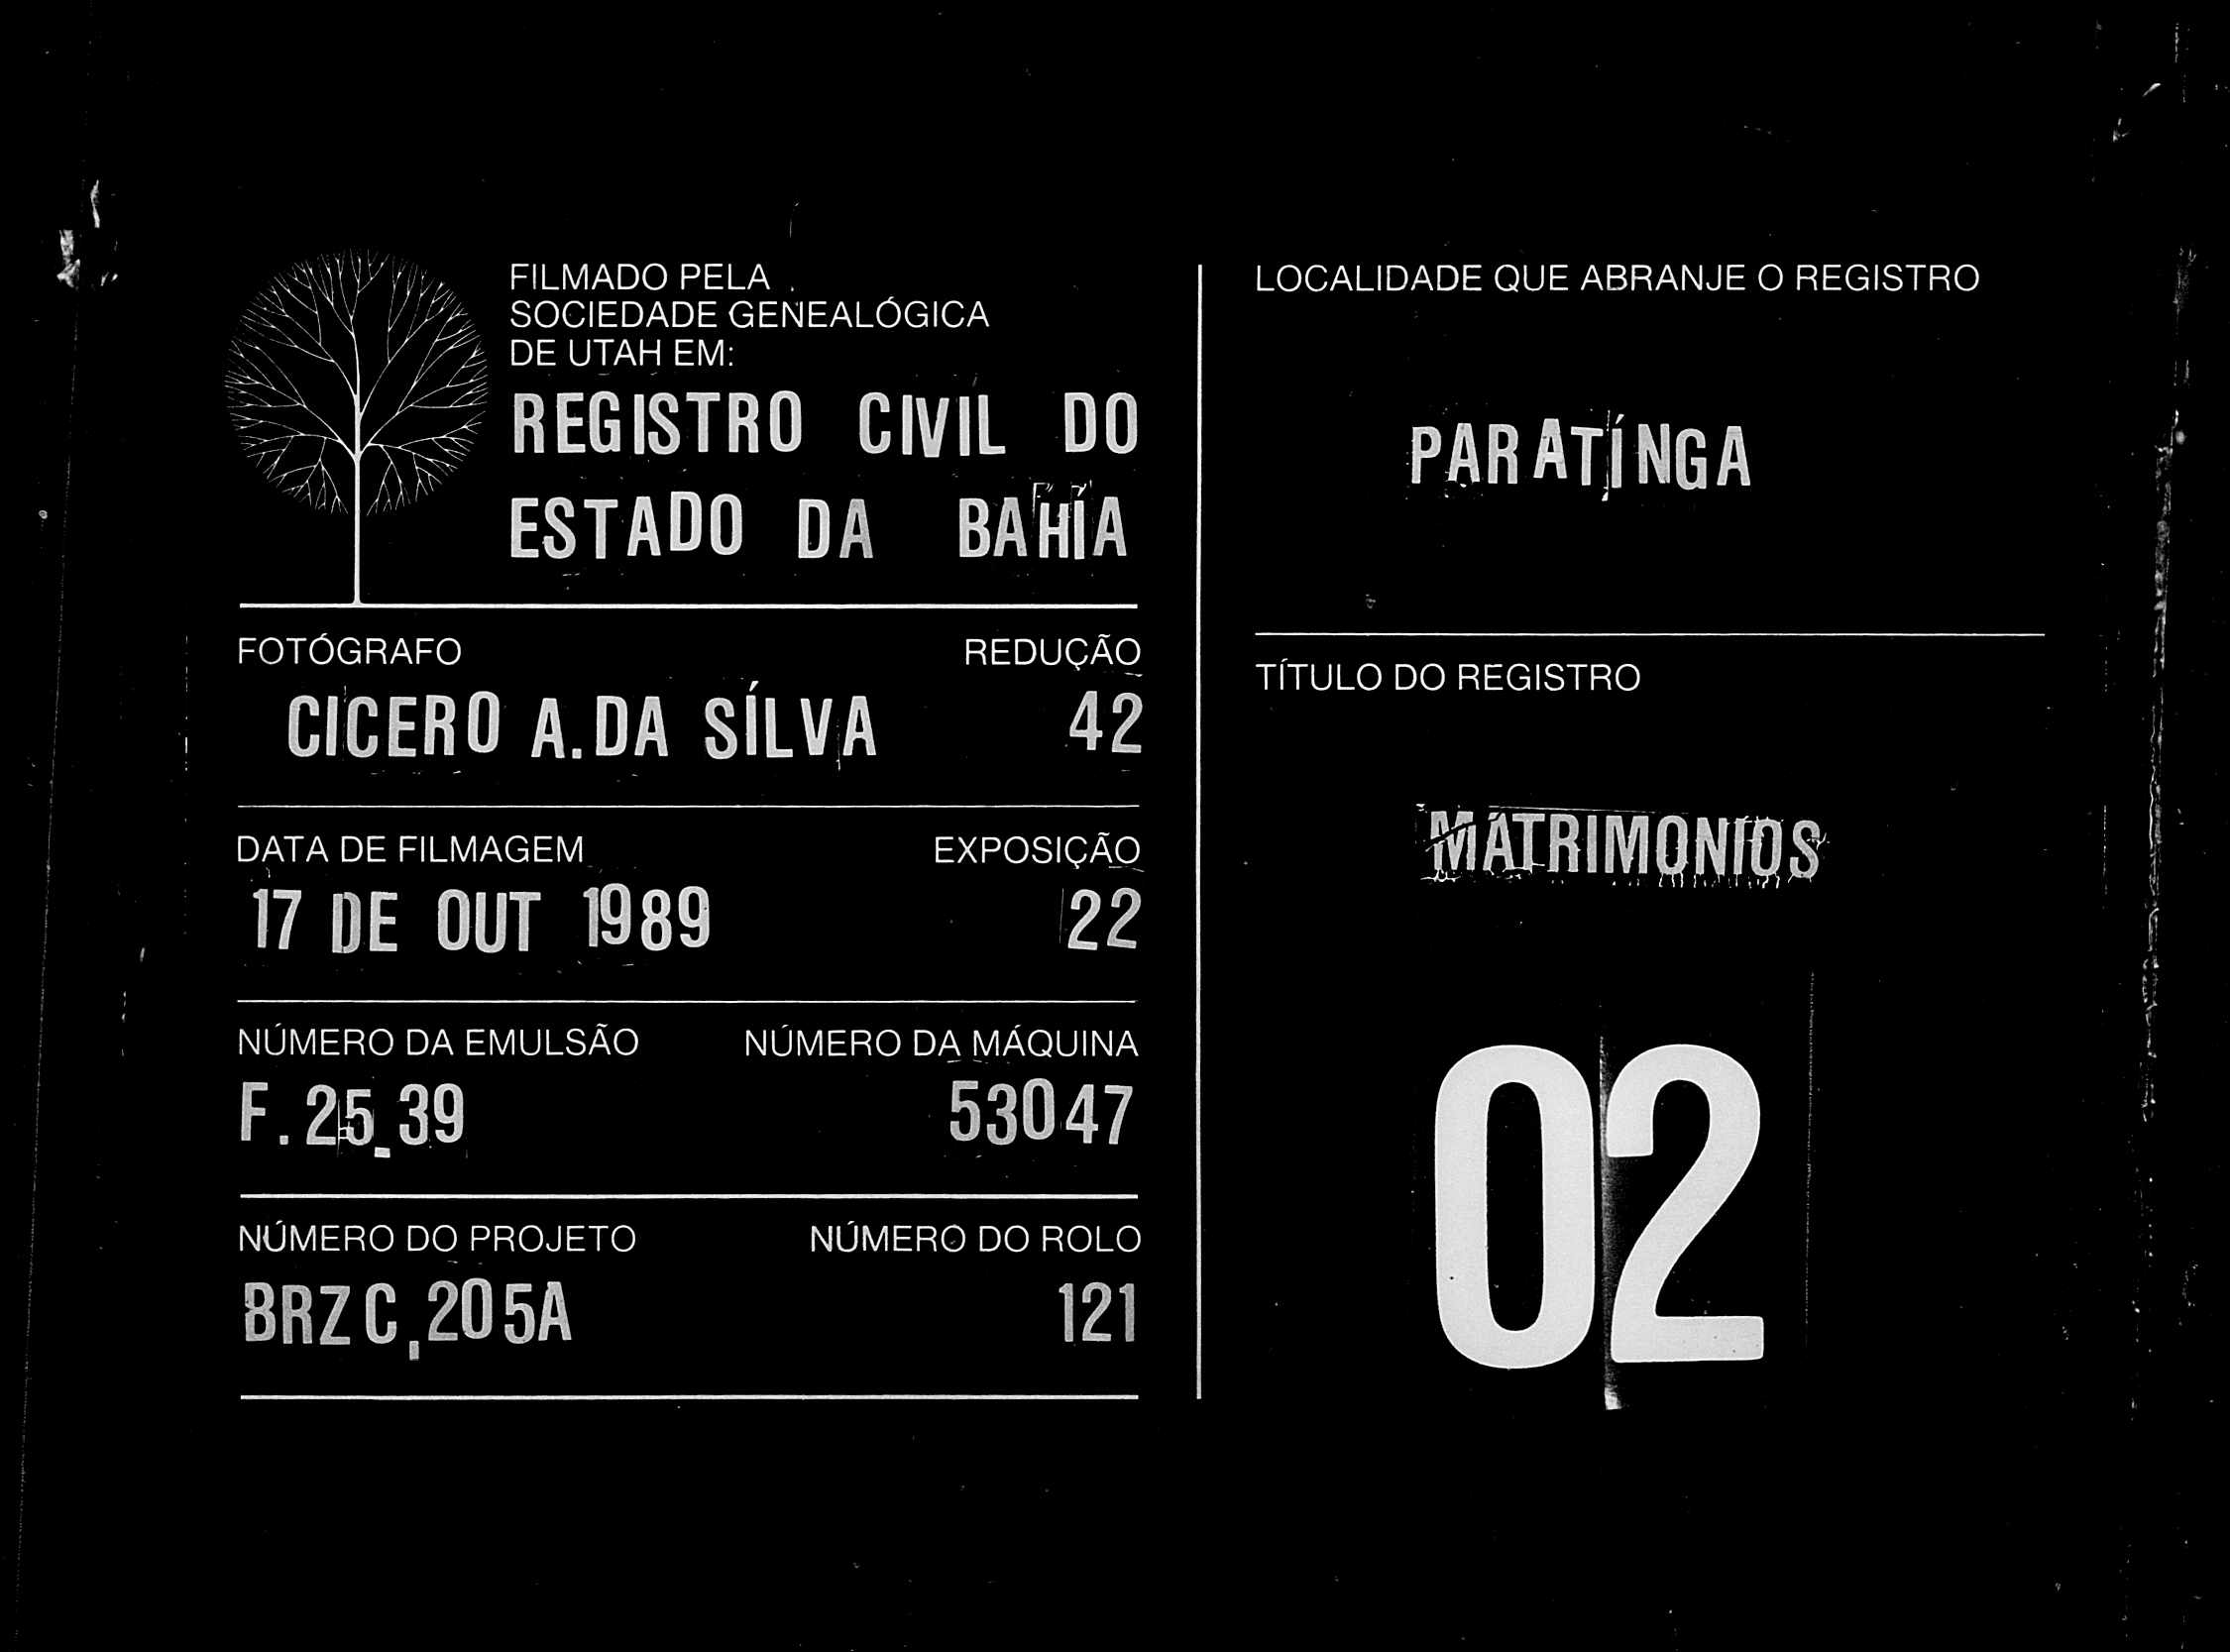 FILMADO PELA
SOCIEDADE GENEALÓGICA
DE UTAH EM:
REGISTRO CIVIL DO
ESTADO DA BAHÍA
FOTÓGRAFO REDUÇÃO
CICERO A. DA SÍLVA 42
DATA DE FILMAGEM EXPOSIÇÃO
17 DE OUT 1989 22
NÚMERO DA EMULSÃO NÚMERO DA MÁQUINA
F. 25.39 53047
NÚMERO DO PROJETO NÚMERO DO ROLO
BRZ C,205A 121
LOCALIDADE QUE ABRANJE O REGISTRO
PARATÍNGA
TÍTULO DO REGISTRO
MATRIMONÍOS
02